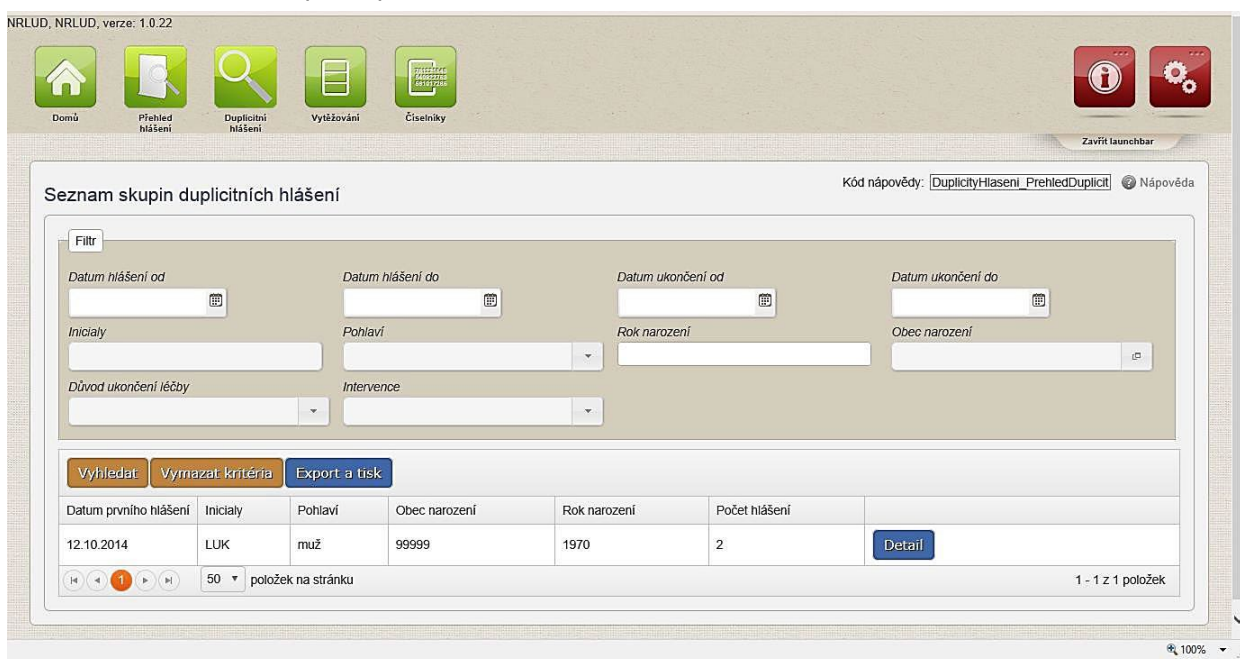 NRLUD, NRLUD, verze: 1.0.22
Domů
Přehled hlášení
Duplicitní hlášení
Vytěžování
Číselníky
Zavřít launchbar
Seznam skupin duplicitních hlášení
Kód nápovědy: DuplicityHlaseni_PrehledDuplicit Nápověda
Filtr
Datum hlášení od Datum hlášení do Datum ukončení od Datum ukončení do
Inicialy Pohlaví Rok narození Obec narození
Důvod ukončení léčby Intervence
Vyhledat Vymazat kritéria Export a tisk
Datum prvního hlášení Inicialy Pohlaví Obec narození Rok narození Počet hlášení
12.10.2014 LUK muž 99999 1970 2 Detail
1 50 položek na stránku 1 - 1 z 1 položek
100%